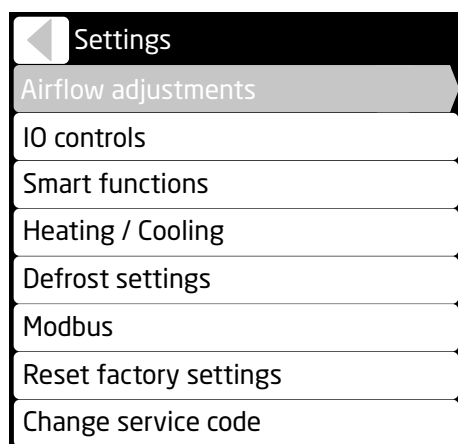 Settings
Airflow adjustments
IO controls
Smart functions
Heating / Cooling
Defrost settings
Modbus
Reset factory settings
Change service code